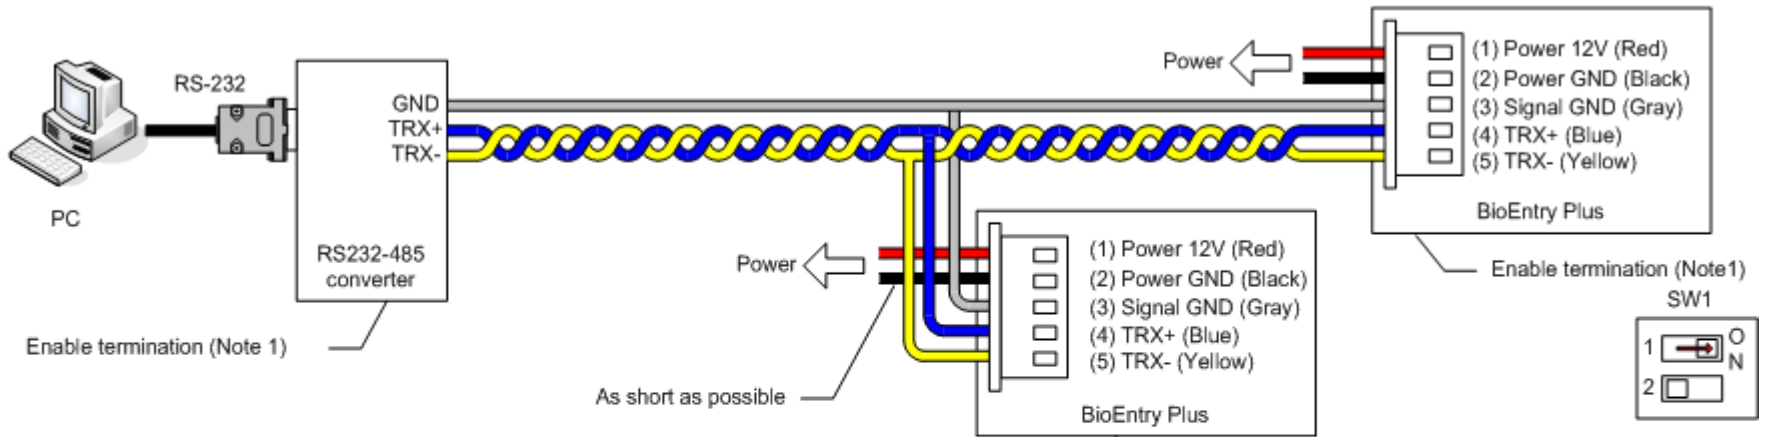 RS-232
PC
GND
TRX+
TRX-
RS232-485
converter
Enable termination (Note 1)
Power
(1) Power 12V (Red)
(2) Power GND (Black)
(3) Signal GND (Gray)
(4) TRX+ (Blue)
(5) TRX- (Yellow)
BioEntry Plus
As short as possible
Power
(1) Power 12V (Red)
(2) Power GND (Black)
(3) Signal GND (Gray)
(4) TRX+ (Blue)
(5) TRX- (Yellow)
BioEntry Plus
Enable termination (Note1)
SW1
1
ON
2